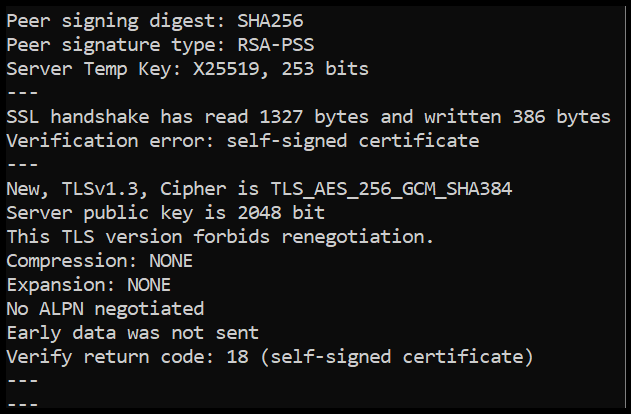 Peer signing digest: SHA256
Peer signature type: RSA-PSS
Server Temp Key: X25519, 253 bits
---
SSL handshake has read 1327 bytes and written 386 bytes
Verification error: self-signed certificate
---
New, TLSv1.3, Cipher is TLS_AES_256_GCM_SHA384
Server public key is 2048 bit
This TLS version forbids renegotiation.
Compression: NONE
Expansion: NONE
No ALPN negotiated
Early data was not sent
Verify return code: 18 (self-signed certificate)
---
---